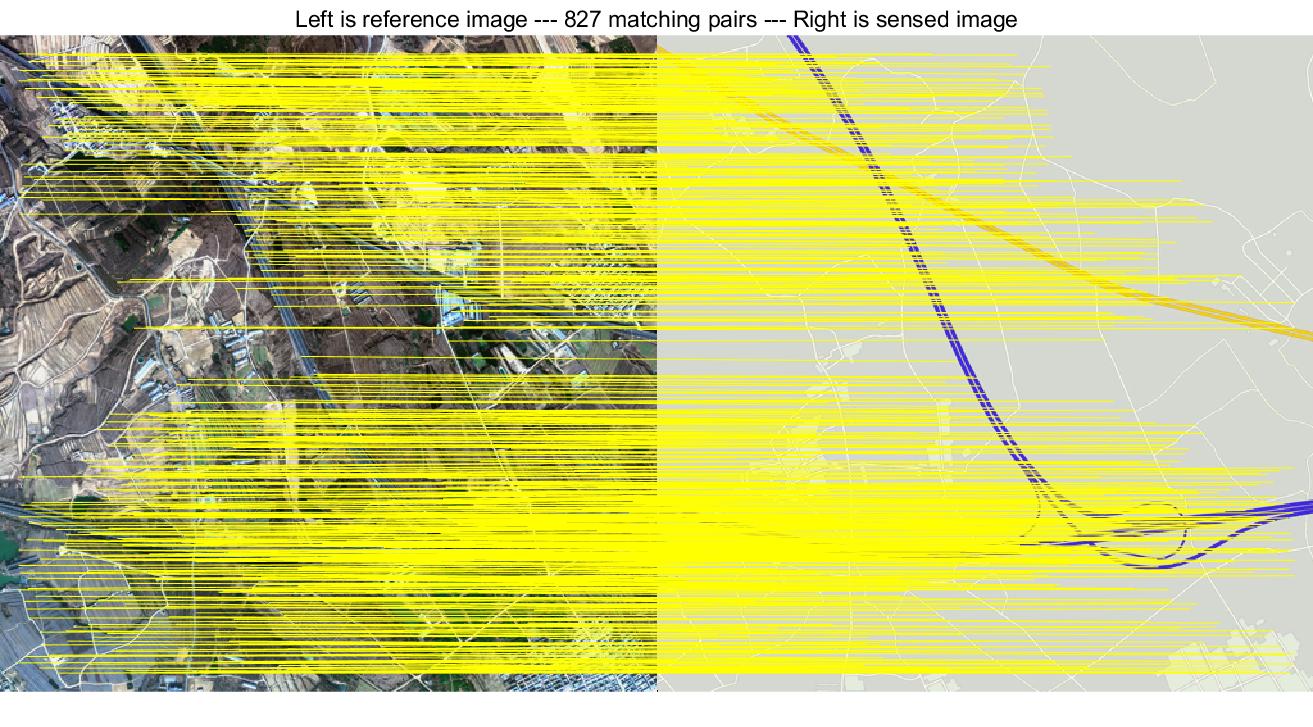 Left is reference image --- 827 matching pairs --- Right is sensed image